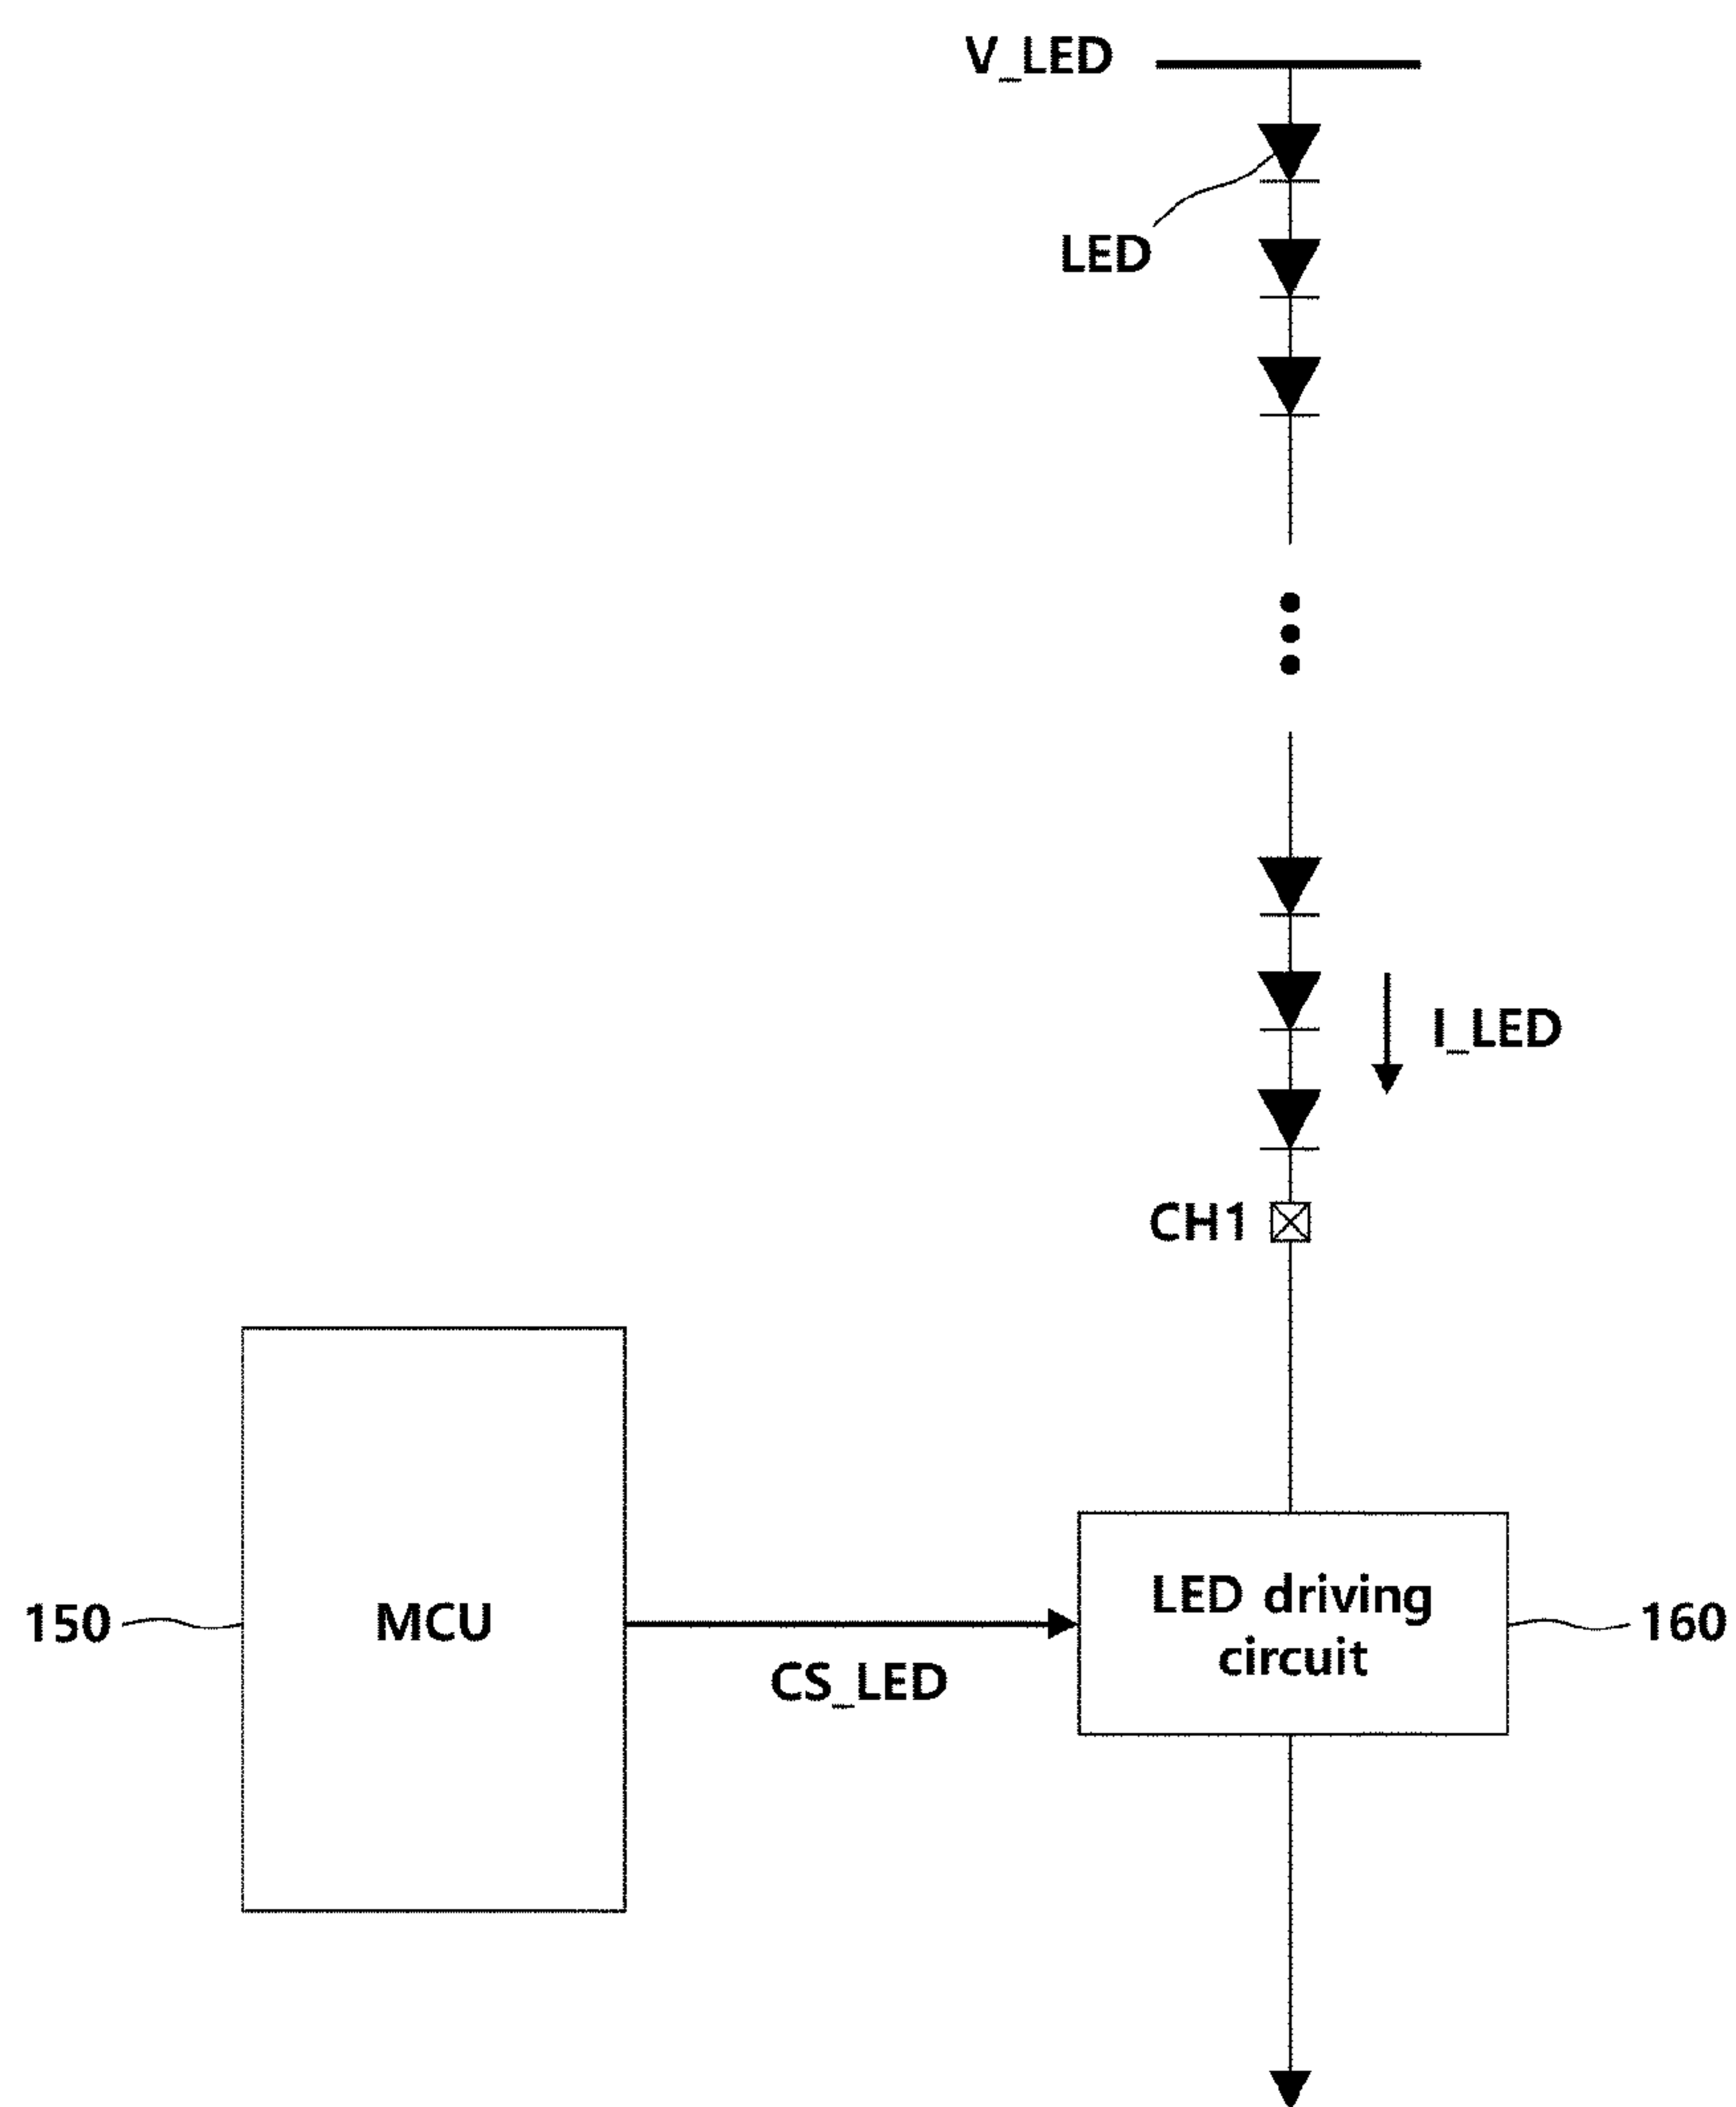 V_LED
LED
I_LED
CH1
150
MCU
CS_LED
LED driving
circuit
160